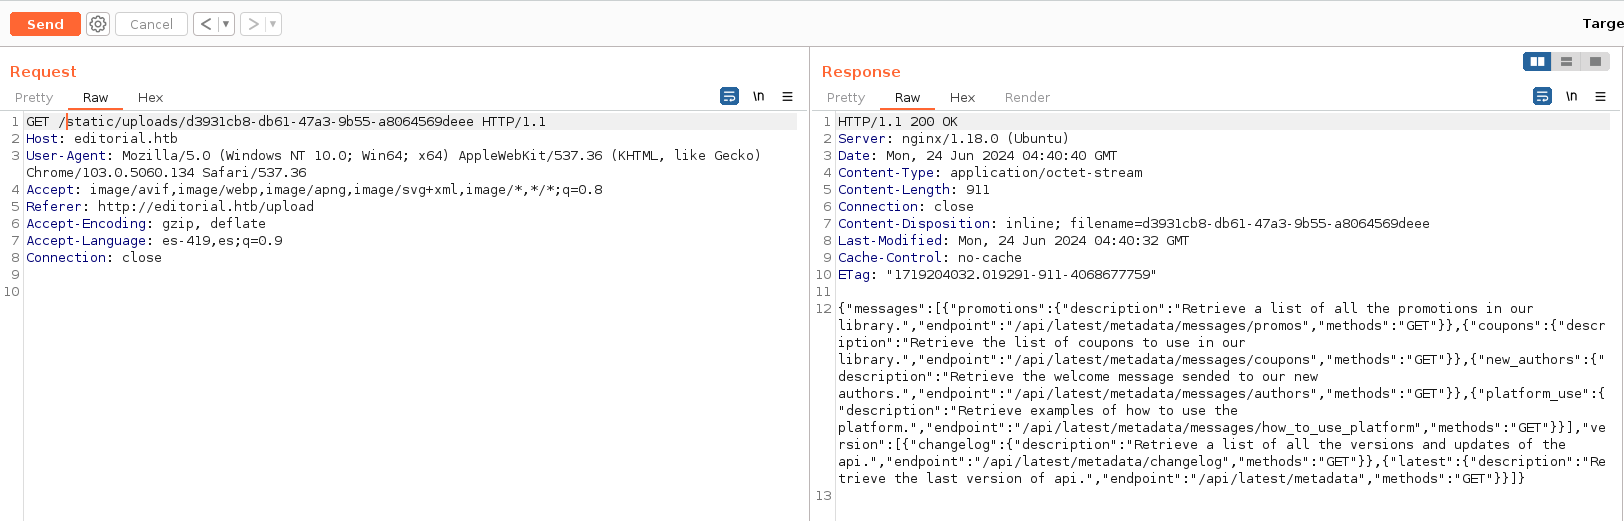 Send
Cancel
<
>
Targe
Request
Pretty Raw Hex
\n
1 GET /static/uploads/d3931cb8-db61-47a3-9b55-a8064569deee HTTP/1.1
2 Host: editorial.htb
3 User-Agent: Mozilla/5.0 (Windows NT 10.0; Win64; x64) AppleWebKit/537.36 (KHTML, like Gecko)
Chrome/103.0.5060.134 Safari/537.36
4 Accept: image/avif,image/webp,image/apng,image/svg+xml,image/*,*/*;q=0.8
5 Referer: http://editorial.htb/upload
6 Accept-Encoding: gzip, deflate
7 Accept-Language: es-419,es;q=0.9
8 Connection: close
9
10
Response
Pretty Raw Hex Render
\n
1 HTTP/1.1 200 OK
2 Server: nginx/1.18.0 (Ubuntu)
3 Date: Mon, 24 Jun 2024 04:40:40 GMT
4 Content-Type: application/octet-stream
5 Content-Length: 911
6 Connection: close
7 Content-Disposition: inline; filename=d3931cb8-db61-47a3-9b55-a8064569deee
8 Last-Modified: Mon, 24 Jun 2024 04:40:32 GMT
9 Cache-Control: no-cache
10 ETag: "1719204032.019291-911-4068677759"
11
12 {"messages":[{"promotions":{"description":"Retrieve a list of all the promotions in our
library.","endpoint":"/api/latest/metadata/messages/promos","methods":"GET"}},{"coupons":{"descr
iption":"Retrieve the list of coupons to use in our
library.","endpoint":"/api/latest/metadata/messages/coupons","methods":"GET"}},{"new_authors":{"
description":"Retrieve the welcome message sended to our new
authors.","endpoint":"/api/latest/metadata/messages/authors","methods":"GET"}},{"platform_use":{
"description":"Retrieve examples of how to use the
platform.","endpoint":"/api/latest/metadata/messages/how_to_use_platform","methods":"GET"}}],"ve
rsion":[{"changelog":{"description":"Retrieve a list of all the versions and updates of the
api.","endpoint":"/api/latest/metadata/changelog","methods":"GET"}},{"latest":{"description":"Re
trieve the last version of api.","endpoint":"/api/latest/metadata","methods":"GET"}}]}
13